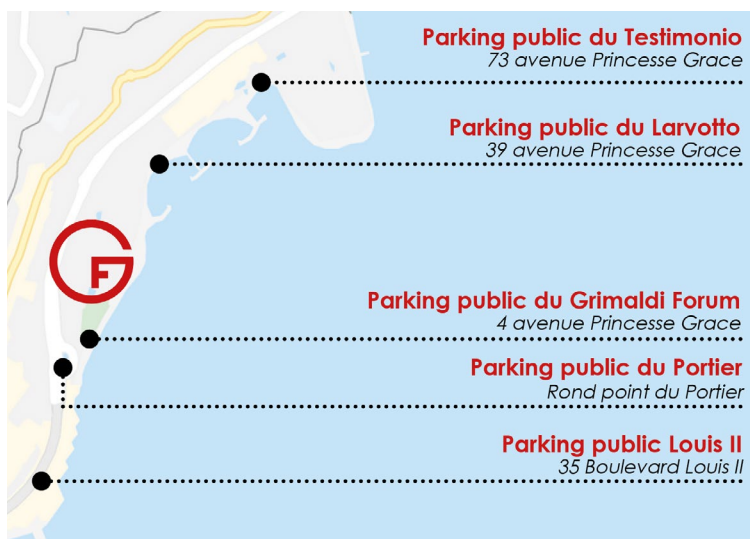 Parking public du Testimonio
73 avenue Princesse Grace
Parking public du Larvotto
39 avenue Princesse Grace
GF
Parking public du Grimaldi Forum
4 avenue Princesse Grace
Parking public du Portier
Rond point du Portier
Parking public Louis II
35 Boulevard Louis II